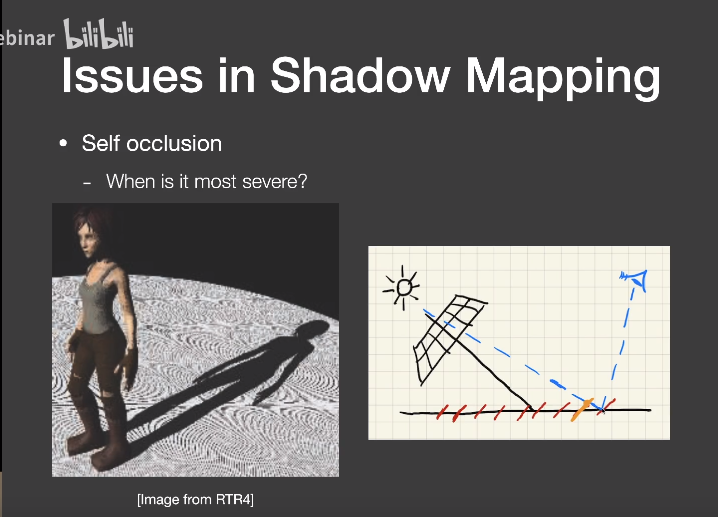 ebinar bilibili
Issues in Shadow Mapping
• Self occlusion
- When is it most severe?
[Image from RTR4]